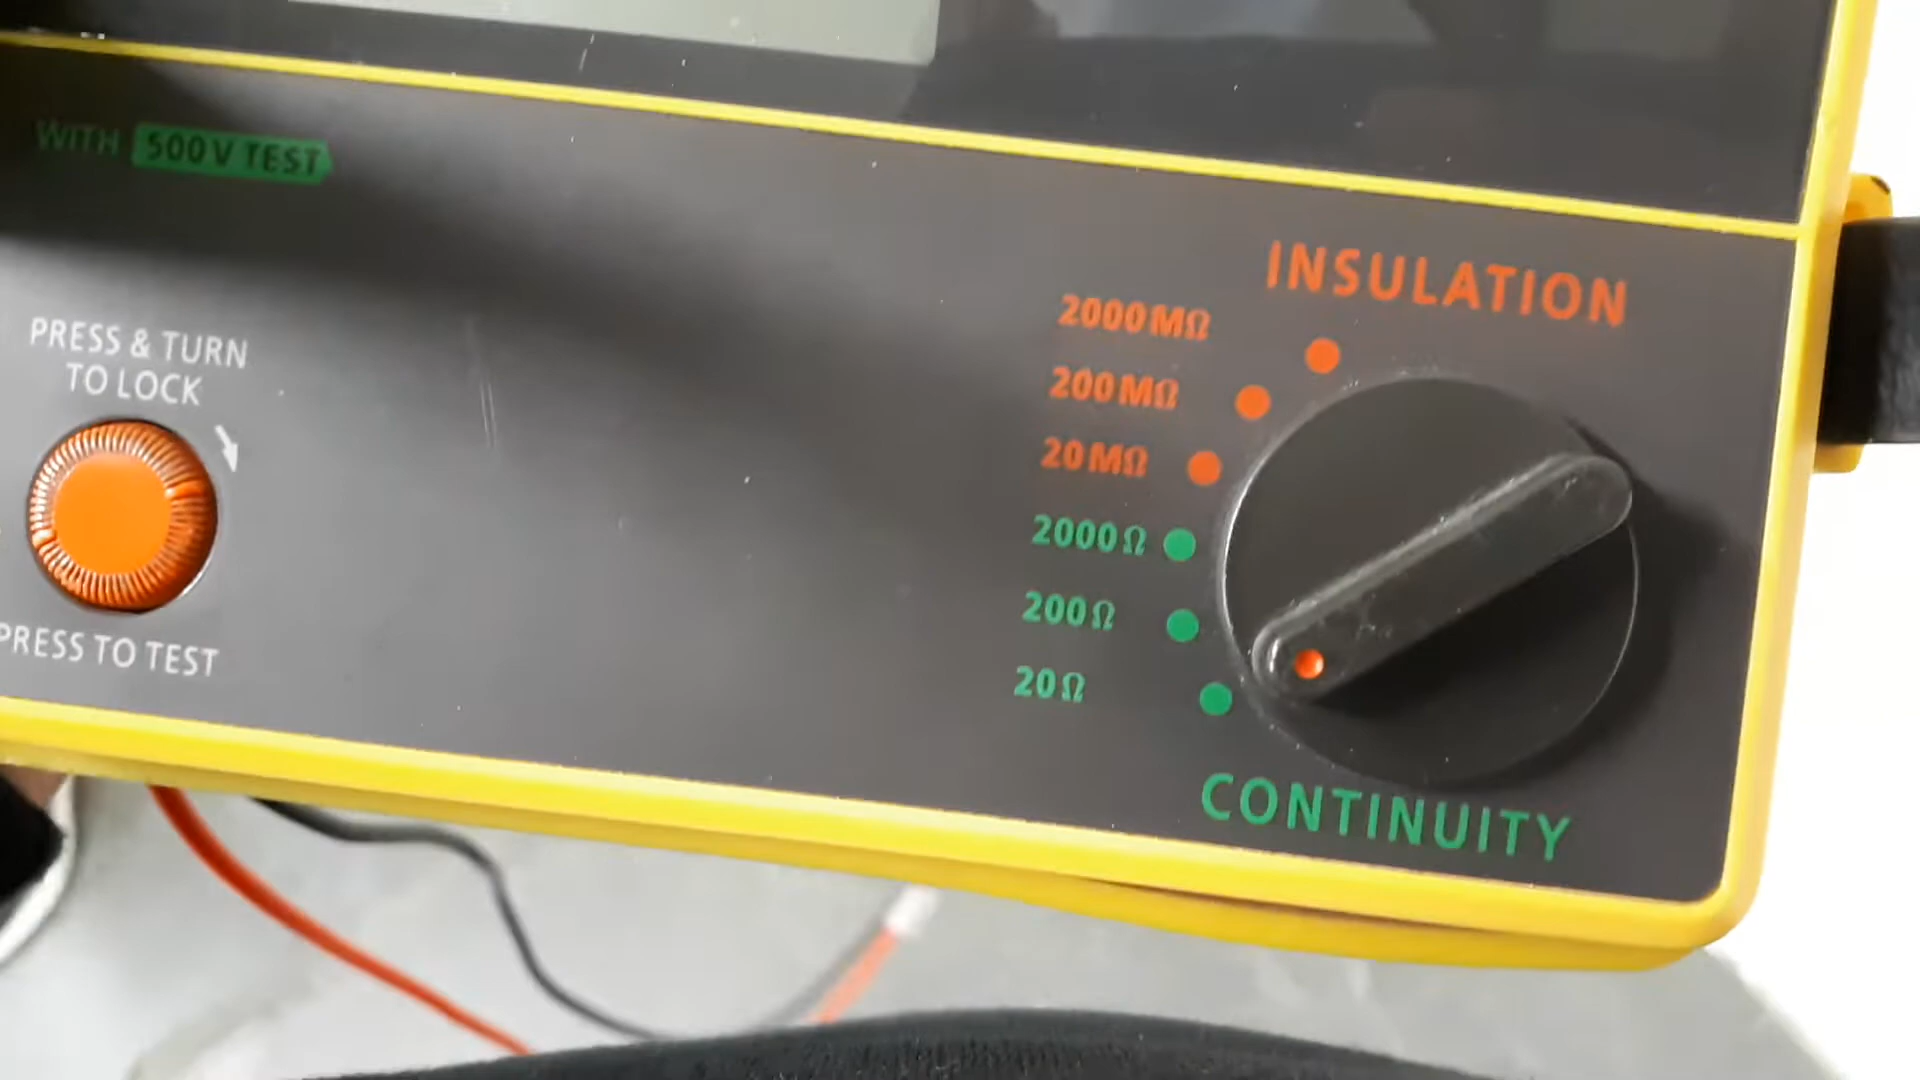 WITH 500V TEST
PRESS & TURN
TO LOCK
PRESS TO TEST
INSULATION
2000MΩ
200MΩ
20MΩ
2000Ω
200Ω
20Ω
CONTINUITY